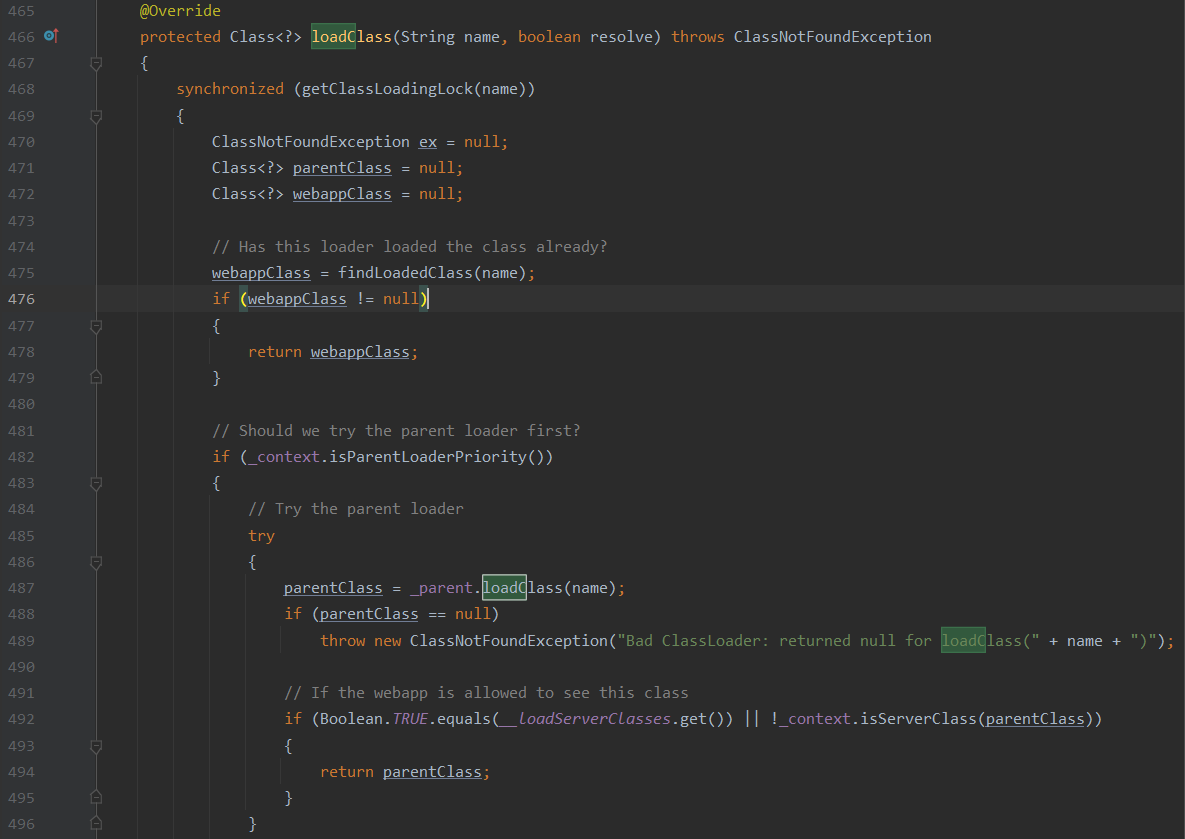 465 @Override
466 protected Class<?> loadClass(String name, boolean resolve) throws ClassNotFoundException
467 {
468 synchronized (getClassLoadingLock(name))
469 {
470 ClassNotFoundException ex = null;
471 Class<?> parentClass = null;
472 Class<?> webappClass = null;
473
474 // Has this loader loaded the class already?
475 webappClass = findLoadedClass(name);
476 if (webappClass != null)
477 {
478 return webappClass;
479 }
480
481 // Should we try the parent loader first?
482 if (_context.isParentLoaderPriority())
483 {
484 // Try the parent loader
485 try
486 {
487 parentClass = _parent.loadClass(name);
488 if (parentClass == null)
489 throw new ClassNotFoundException("Bad ClassLoader: returned null for loadClass(" + name + ")");
490
491 // If the webapp is allowed to see this class
492 if (Boolean.TRUE.equals(__loadServerClasses.get()) || !_context.isServerClass(parentClass))
493 {
494 return parentClass;
495 }
496 }